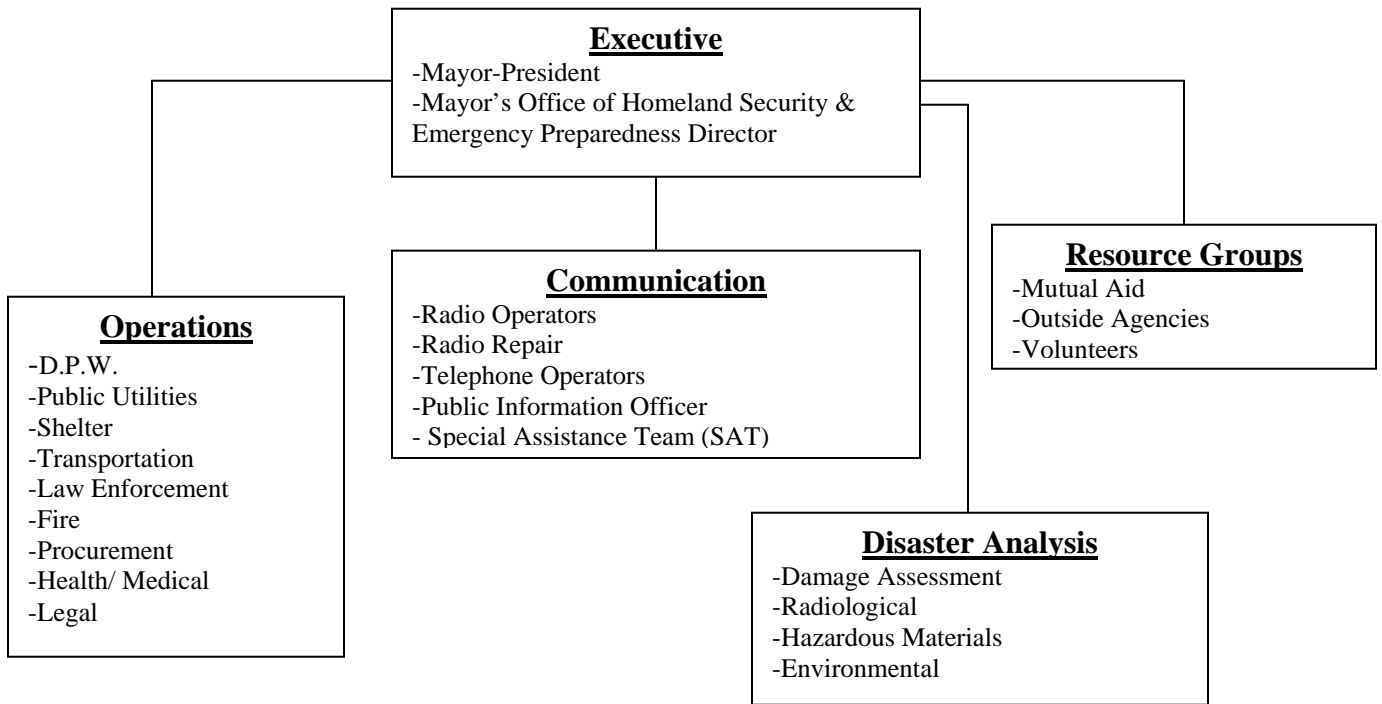 Executive
-Mayor-President
-Mayor’s Office of Homeland Security &
Emergency Preparedness Director
Resource Groups
-Mutual Aid
-Outside Agencies
-Volunteers
Communication
-Radio Operators
-Radio Repair
-Telephone Operators
-Public Information Officer
- Special Assistance Team (SAT)
Operations
-D.P.W.
-Public Utilities
-Shelter
-Transportation
-Law Enforcement
-Fire
-Procurement
-Health/ Medical
-Legal
Disaster Analysis
-Damage Assessment
-Radiological
-Hazardous Materials
-Environmental